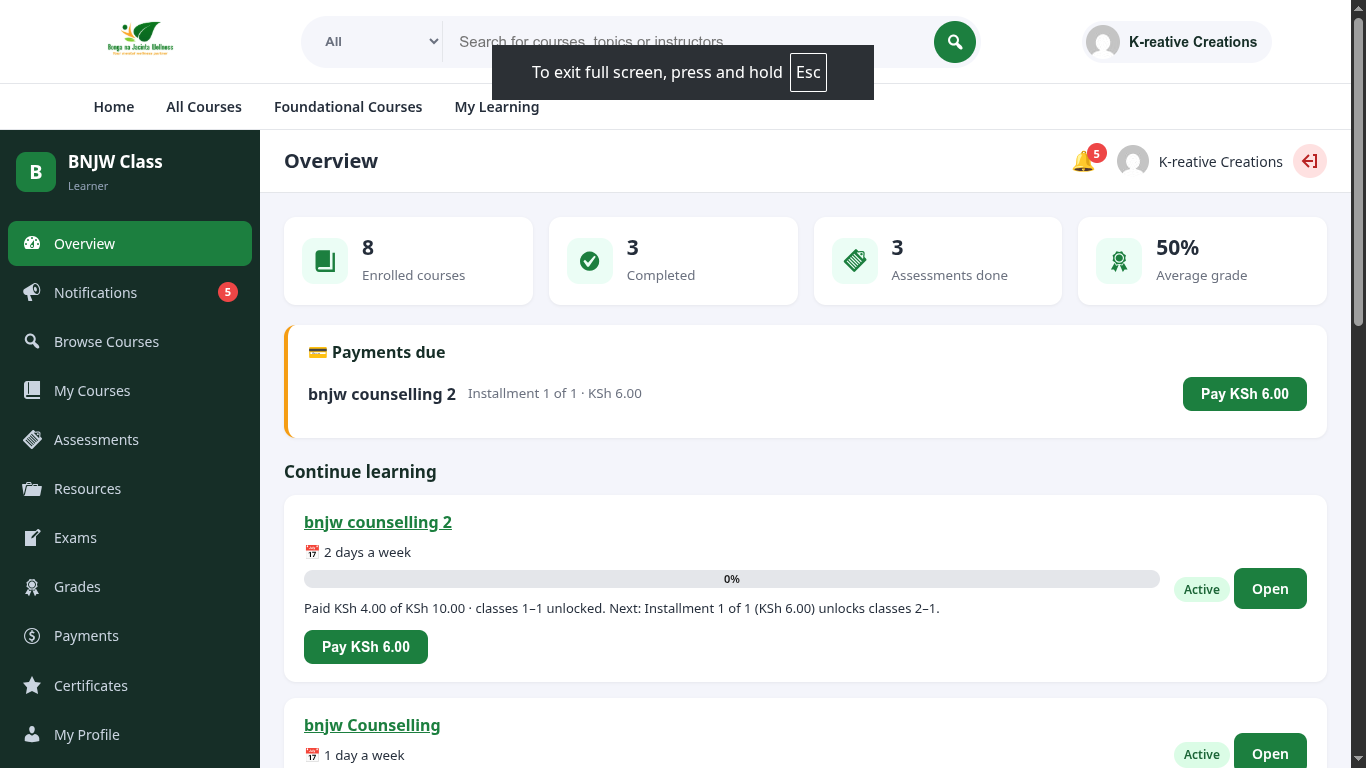 Bonga na Jacinta Wellness
All
Search for courses, topics or instructors
K-reative Creations
To exit full screen, press and hold Esc
Home
All Courses
Foundational Courses
My Learning
B
BNJW Class
Learner
Overview
Notifications
5
Browse Courses
My Courses
Assessments
Resources
Exams
Grades
Payments
Certificates
My Profile
Overview
5
K-reative Creations
8
Enrolled courses
3
Completed
3
Assessments done
50%
Average grade
💳 Payments due
bnjw counselling 2 Installment 1 of 1 · KSh 6.00
Pay KSh 6.00
Continue learning
bnjw counselling 2
📅 2 days a week
0%
Active
Open
Paid KSh 4.00 of KSh 10.00 · classes 1–1 unlocked. Next: Installment 1 of 1 (KSh 6.00) unlocks classes 2–1.
Pay KSh 6.00
bnjw Counselling
📅 1 day a week
Active
Open